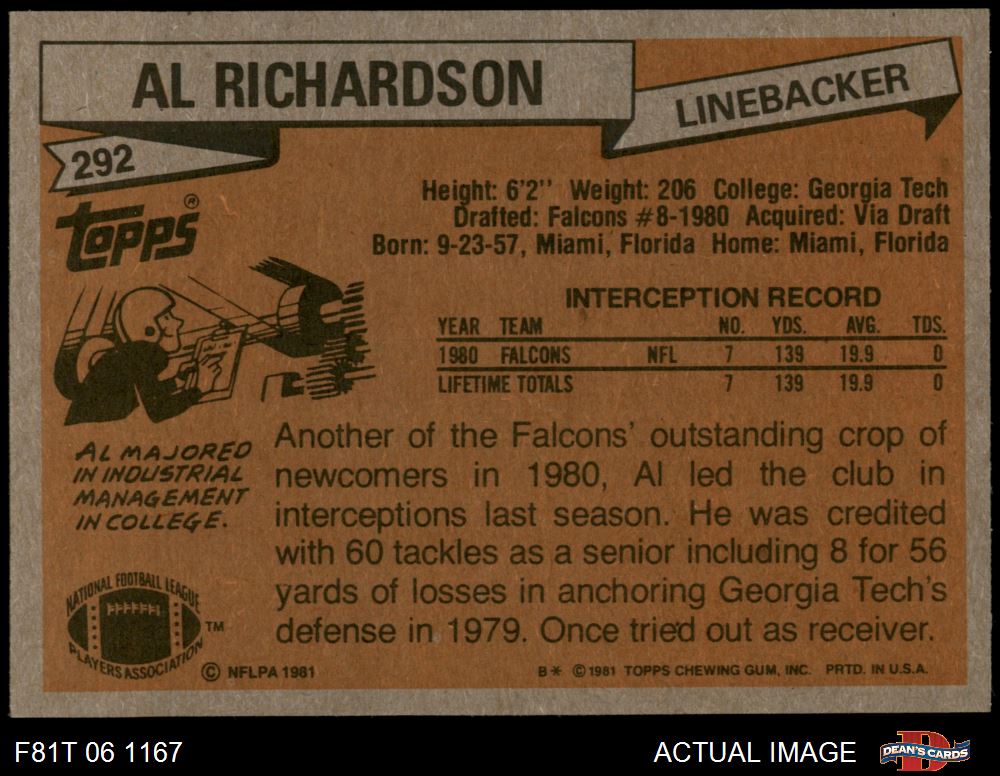 AL RICHARDSON
LINEBACKER
292
TOPPS®
Height: 6'2'' Weight: 206 College: Georgia Tech
Drafted: Falcons #8-1980 Acquired: Via Draft
Born: 9-23-57, Miami, Florida Home: Miami, Florida
INTERCEPTION RECORD
YEAR TEAM NO. YDS. AVG. TDS.
1980 FALCONS NFL 7 139 19.9 0
LIFETIME TOTALS 7 139 19.9 0
AL MAJORED
IN INDUSTRIAL
MANAGEMENT
IN COLLEGE.
Another of the Falcons' outstanding crop of
newcomers in 1980, Al led the club in
interceptions last season. He was credited
with 60 tackles as a senior including 8 for 56
yards of losses in anchoring Georgia Tech's
defense in 1979. Once tried out as receiver.
NATIONAL FOOTBALL LEAGUE
PLAYERS ASSOCIATION
TM
© NFLPA 1981
B* © 1981 TOPPS CHEWING GUM, INC. PRTD. IN U.S.A.
F81T 06 1167
ACTUAL IMAGE
D
DEAN'S CARDS